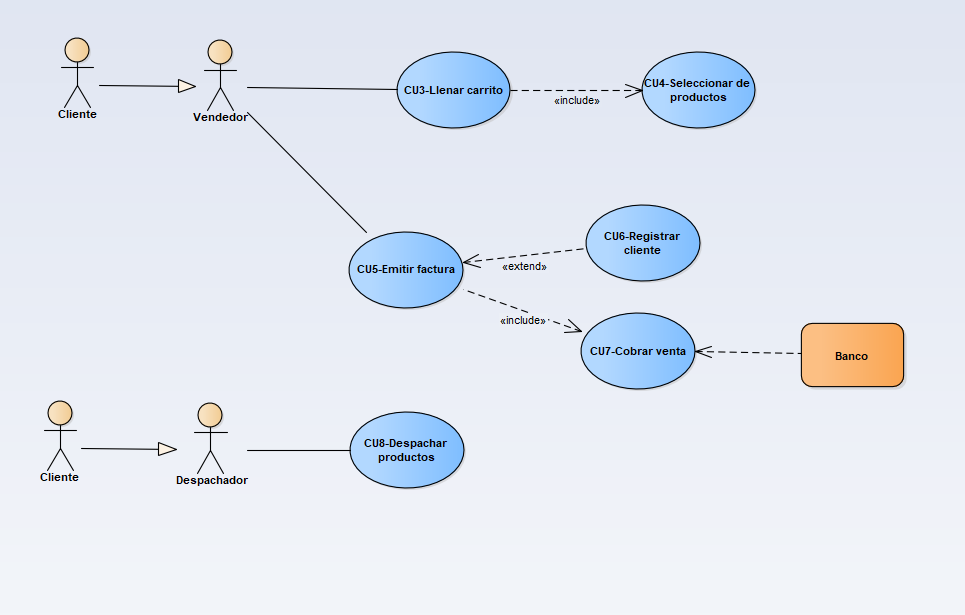 Cliente
Vendedor
CU3-Llenar carrito
«include»
CU4-Seleccionar de
productos
CU5-Emitir factura
«extend»
CU6-Registrar
cliente
«include»
CU7-Cobrar venta
Banco
Cliente
Despachador
CU8-Despachar
productos